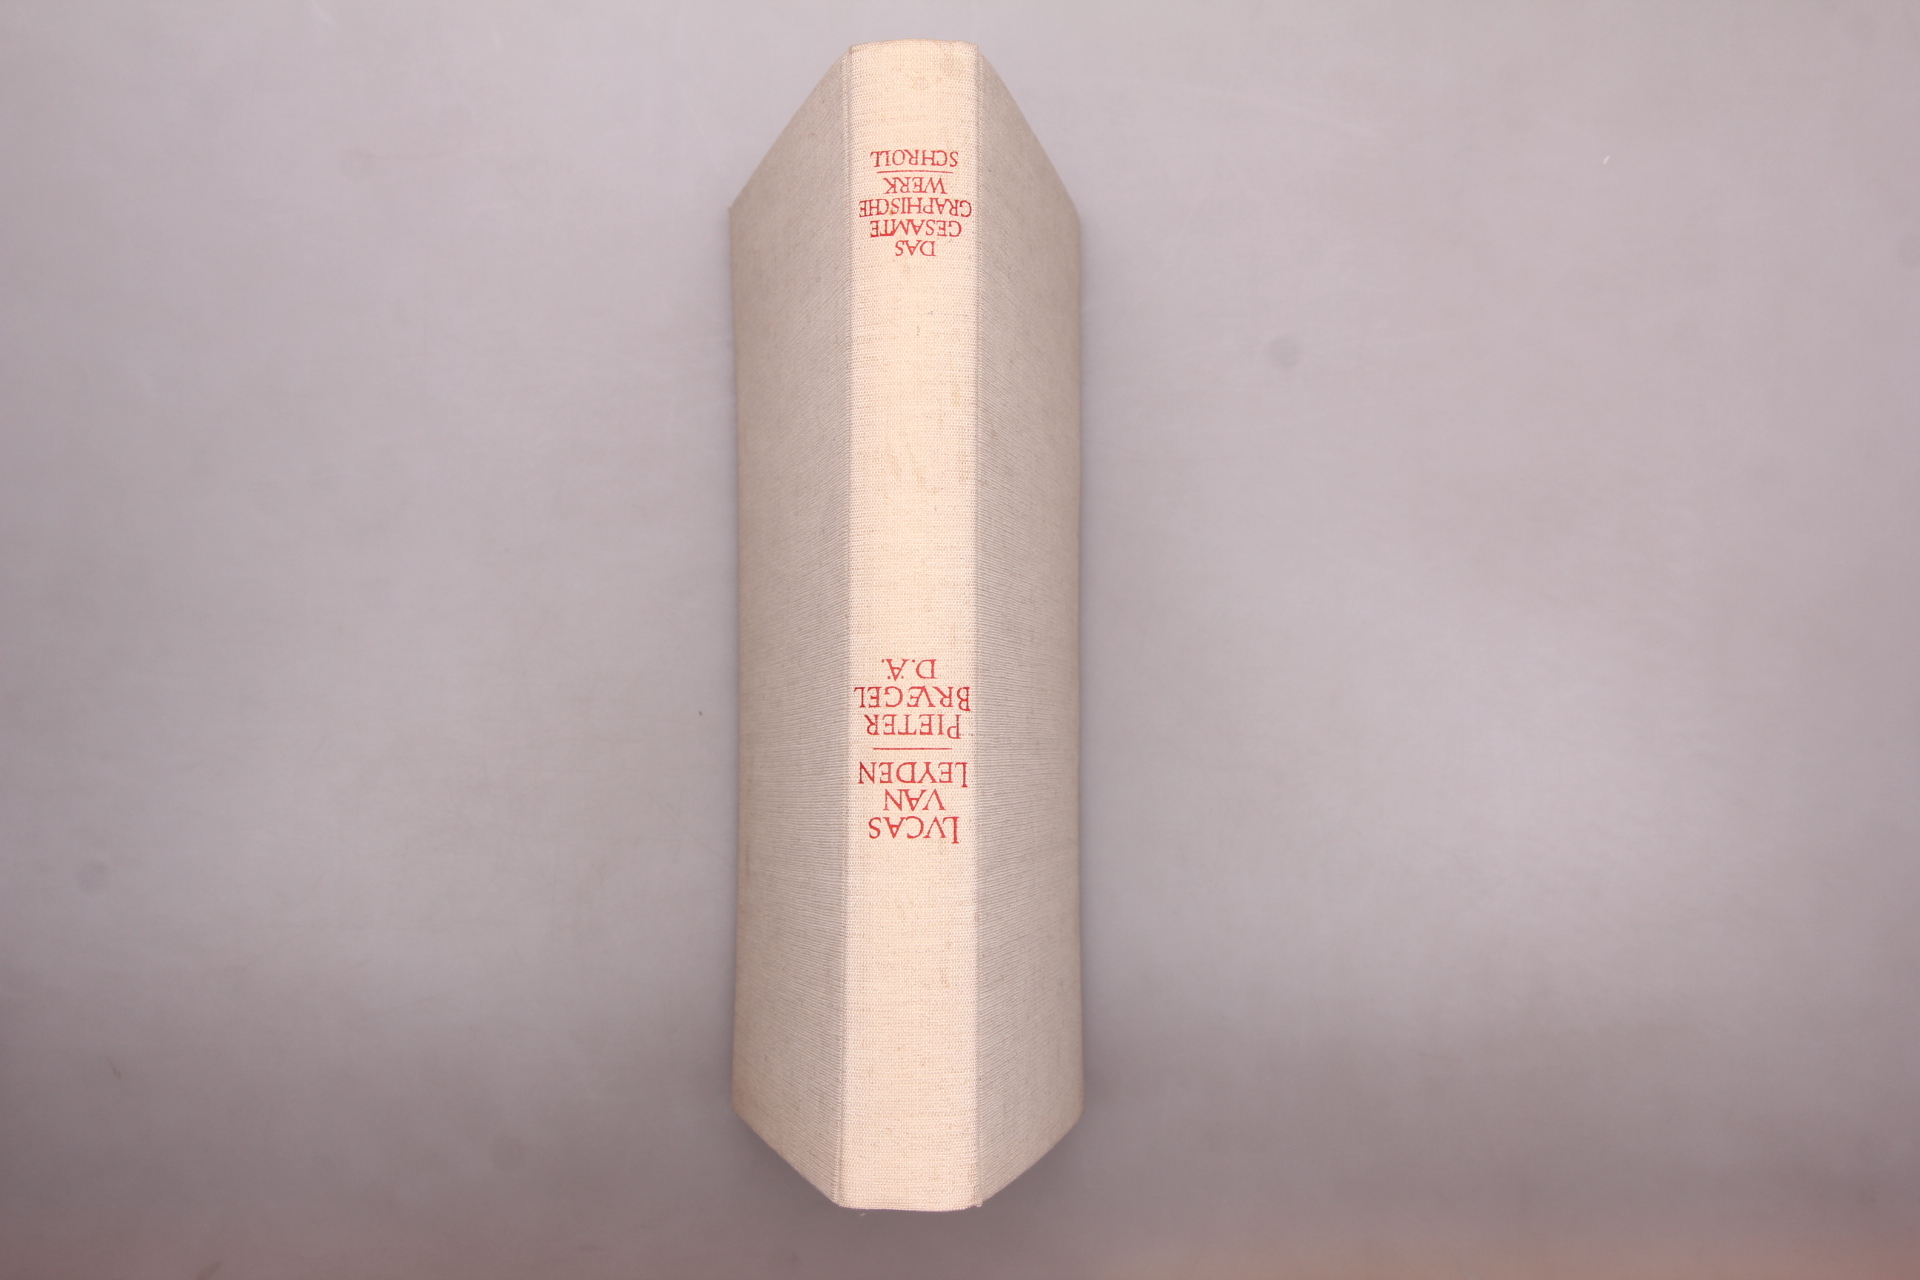 LVCAS
VAN
LEYDEN
PIETER
BRVEGEL
D.Ä.
DAS
GESAMTE
GRAPHISCHE
WERK
SCHROLL